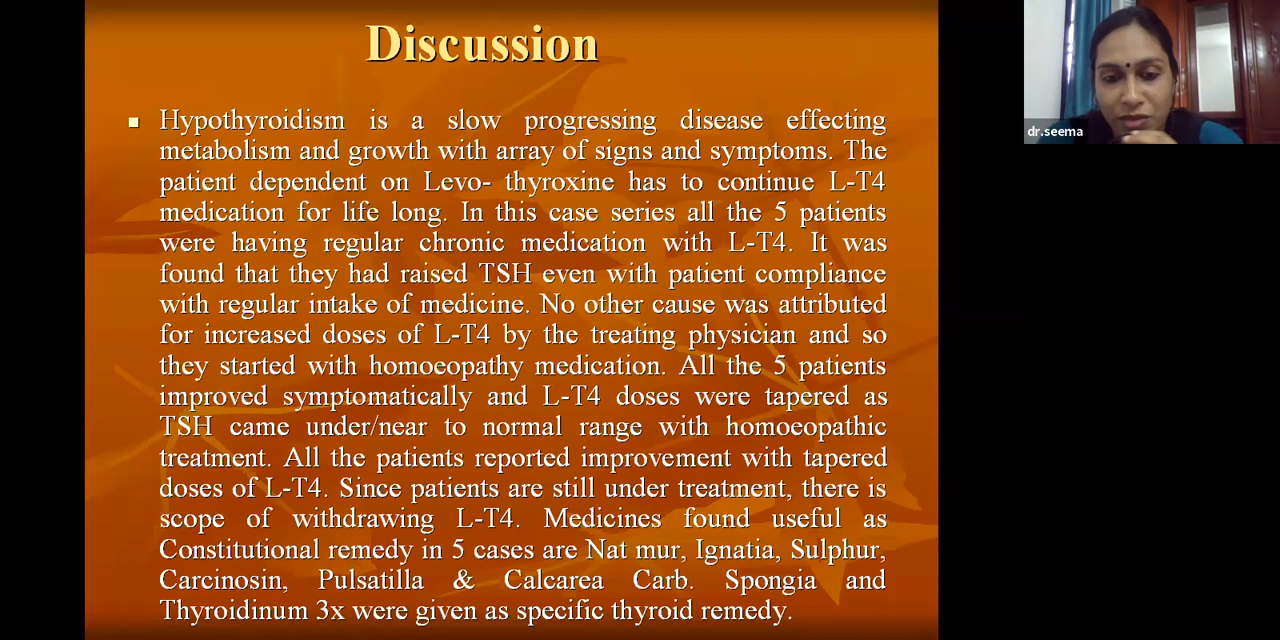 Discussion
Hypothyroidism is a slow progressing disease effecting
metabolism and growth with array of signs and symptoms. The
patient dependent on Levo- thyroxine has to continue L-T4
medication for life long. In this case series all the 5 patients
were having regular chronic medication with L-T4. It was
found that they had raised TSH even with patient compliance
with regular intake of medicine. No other cause was attributed
for increased doses of L-T4 by the treating physician and so
they started with homoeopathy medication. All the 5 patients
improved symptomatically and L-T4 doses were tapered as
TSH came under/near to normal range with homoeopathic
treatment. All the patients reported improvement with tapered
doses of L-T4. Since patients are still under treatment, there is
scope of withdrawing L-T4. Medicines found useful as
Constitutional remedy in 5 cases are Nat mur, Ignatia, Sulphur,
Carcinosin, Pulsatilla & Calcarea Carb. Spongia and
Thyroidinum 3x were given as specific thyroid remedy.
dr.seema